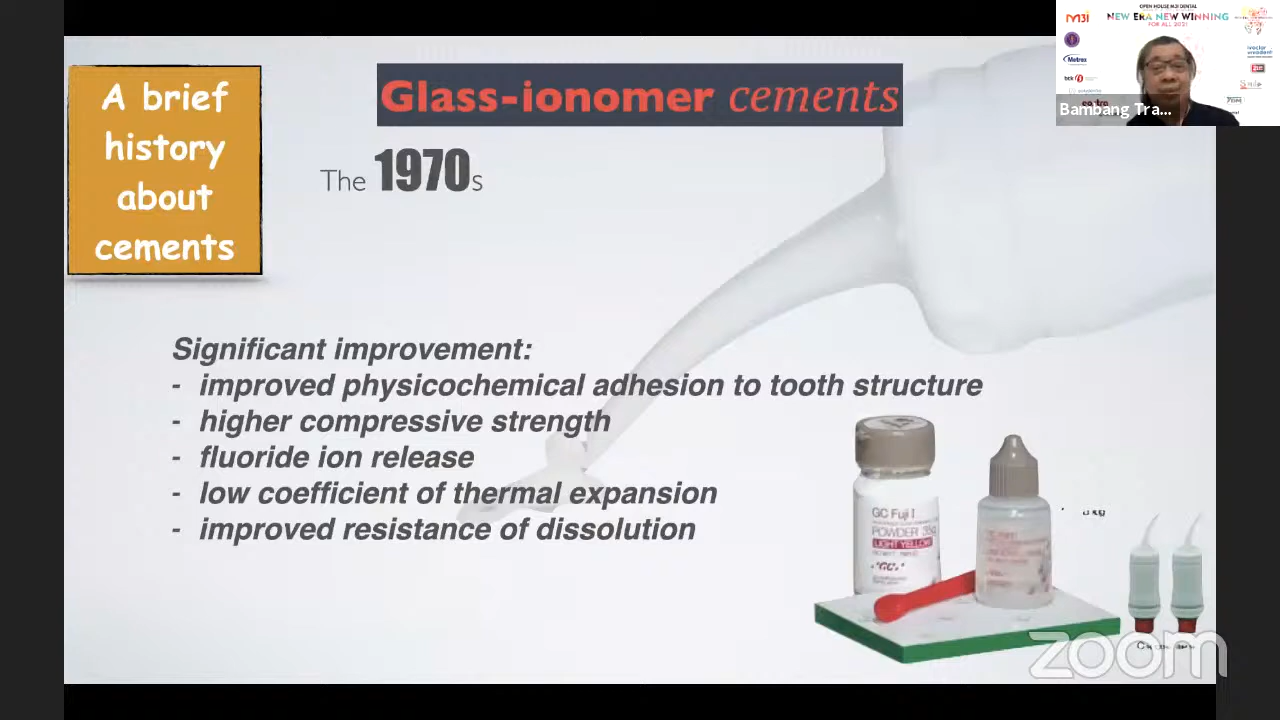 A brief
history
about
cements
Glass-ionomer cements
The 1970s
Significant improvement:
- improved physicochemical adhesion to tooth structure
- higher compressive strength
- fluoride ion release
- low coefficient of thermal expansion
- improved resistance of dissolution
GC Fuji I
POWDER 35g
LIGHT YELLOW
GC
OPEN HOUSE M3I DENTAL
NEW ERA NEW WINNING
FOR ALL 2021
Metrex
Bambang Tra...
zoom